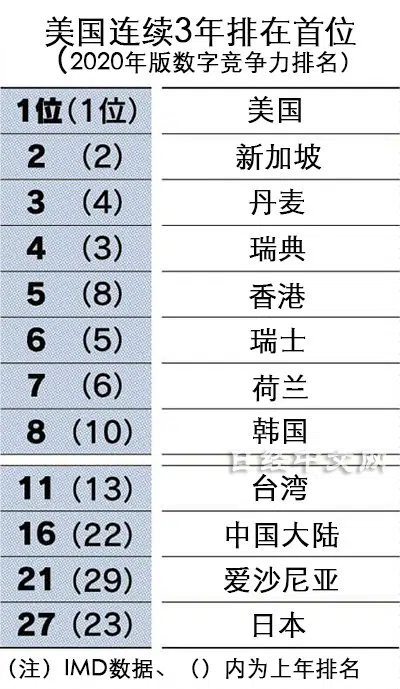 美国连续3年排在首位
（2020年版数字竞争力排名）
1位（1位） 美国
2 （2） 新加坡
3 （4） 丹麦
4 （3） 瑞典
5 （8） 香港
6 （5） 瑞士
7 （6） 荷兰
8 （10） 韩国
日经中文网
11（13） 台湾
16（22） 中国大陆
21（29） 爱沙尼亚
27（23） 日本
（注）IMD数据、（）内为上年排名